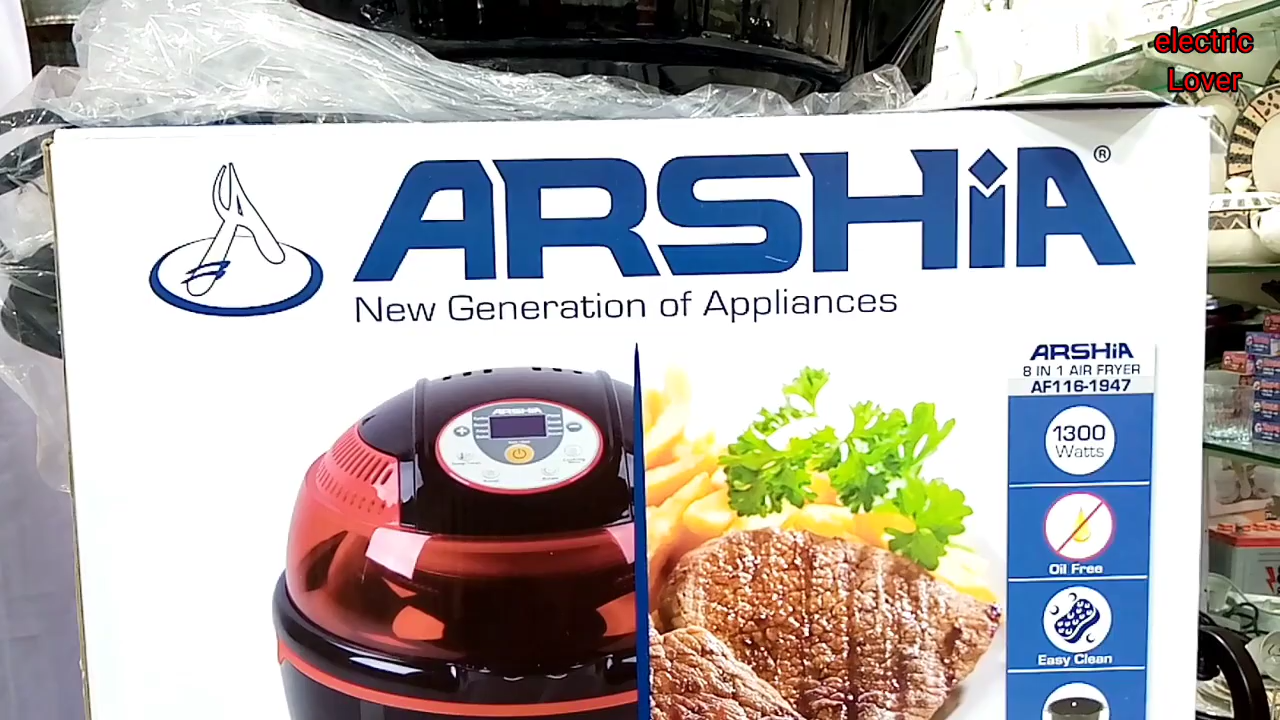 electric
Lover
ARSHiA®
New Generation of Appliances
ARSHiA
8 IN 1 AIR FRYER
AF116-1947
1300
Watts
Oil Free
Easy Clean
ARSHIA